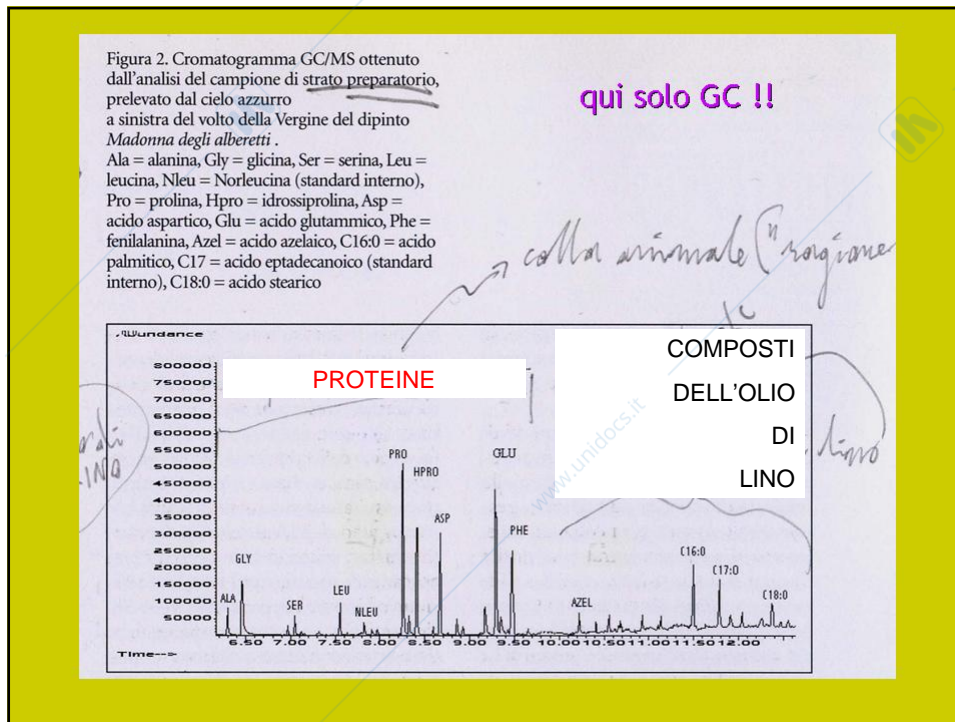 Figura 2. Cromatogramma GC/MS ottenuto
dall'analisi del campione di strato preparatorio,
prelevato dal cielo azzurro
a sinistra del volto della Vergine del dipinto
Madonna degli alberetti .
Ala = alanina, Gly = glicina, Ser = serina, Leu =
leucina, Nleu = Norleucina (standard interno),
Pro = prolina, Hpro = idrossiprolina, Asp =
acido aspartico, Glu = acido glutammico, Phe =
fenilalanina, Azel = acido azelaico, C16:0 = acido
palmitico, C17 = acido eptadecanoico (standard
interno), C18:0 = acido stearico
qui solo GC !!
colla animale ("
lino
PROTEINE
COMPOSTI
DELL'OLIO
DI
LINO
800000
750000
700000
650000
600000
550000
500000
450000
400000
350000
300000
250000
200000
150000
100000
50000
ALA
GLY
SER
LEU
NLEU
PRO
HPRO
ASP
GLU
PHE
AZEL
C16:0
C17:0
C18:0
6.50 7.00 7.50 8.00 8.50 9.00 9.50 10.00 10.50 11.00 11.50 12.00
Time-->
www.unidocs.it